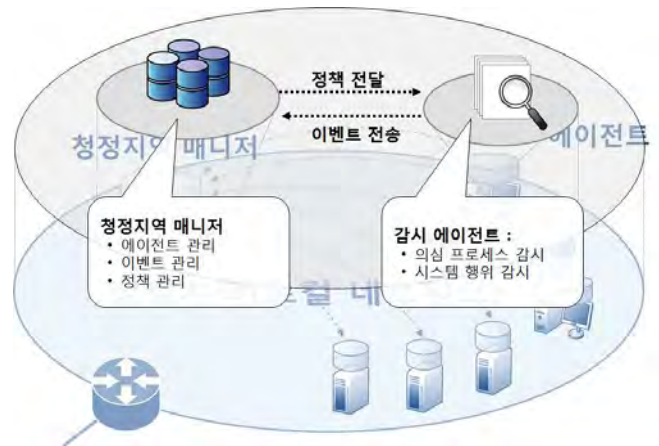 정책 전달
이벤트 전송
청정지역 매니저
에이전트
청정지역 매니저
• 에이전트 관리
• 이벤트 관리
• 정책 관리
감시 에이전트 :
• 의심 프로세스 감시
• 시스템 행위 감시